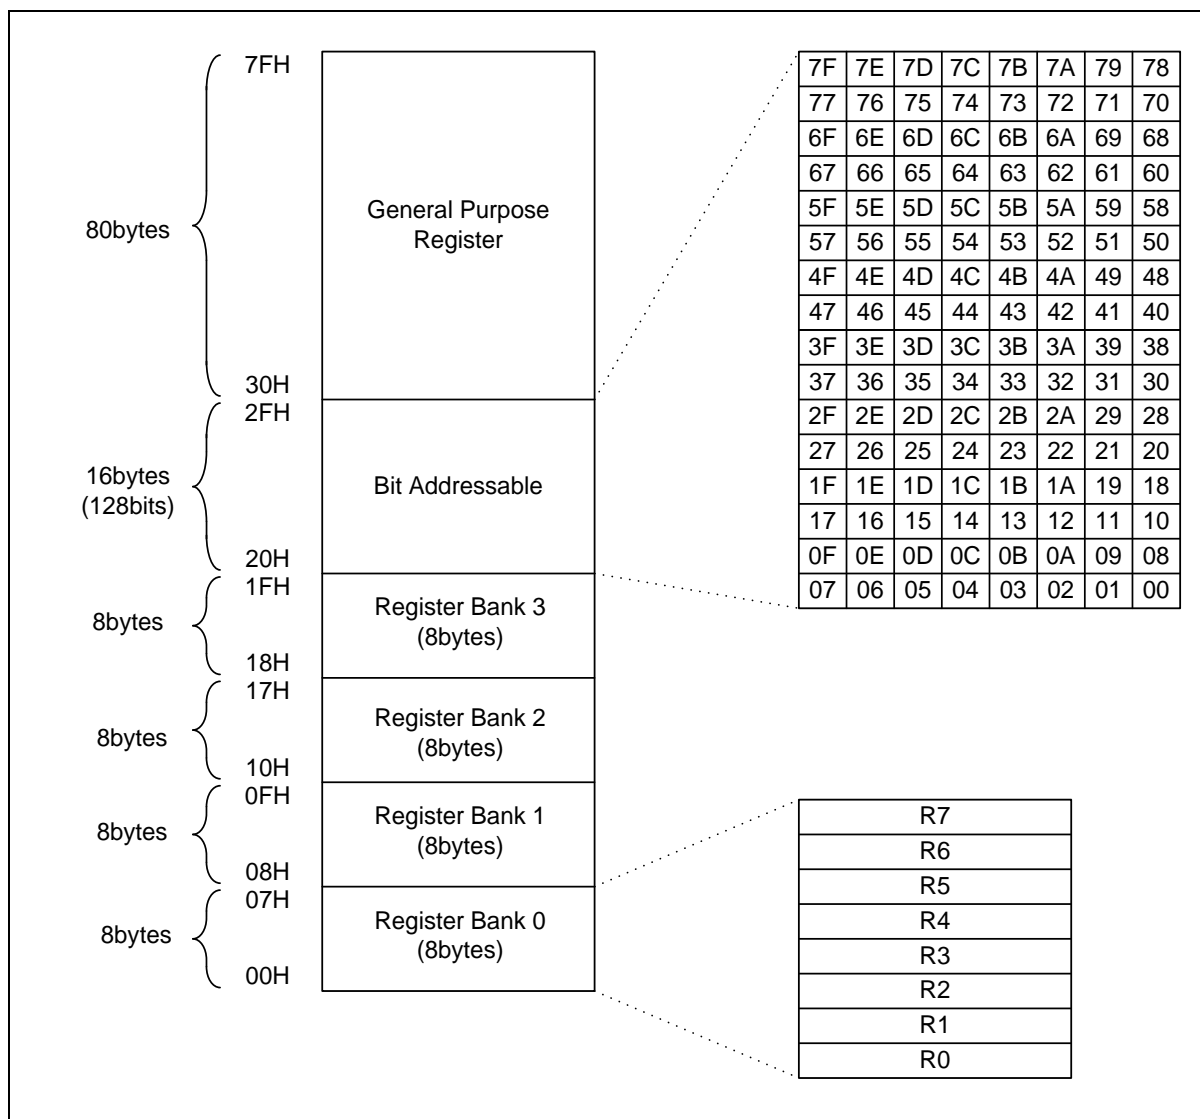 7FH
80bytes
General Purpose
Register
30H
2FH
16bytes
(128bits)
Bit Addressable
20H
1FH
8bytes
Register Bank 3
(8bytes)
18H
17H
8bytes
Register Bank 2
(8bytes)
10H
0FH
8bytes
Register Bank 1
(8bytes)
08H
07H
8bytes
Register Bank 0
(8bytes)
00H
7F 7E 7D 7C 7B 7A 79 78
77 76 75 74 73 72 71 70
6F 6E 6D 6C 6B 6A 69 68
67 66 65 64 63 62 61 60
5F 5E 5D 5C 5B 5A 59 58
57 56 55 54 53 52 51 50
4F 4E 4D 4C 4B 4A 49 48
47 46 45 44 43 42 41 40
3F 3E 3D 3C 3B 3A 39 38
37 36 35 34 33 32 31 30
2F 2E 2D 2C 2B 2A 29 28
27 26 25 24 23 22 21 20
1F 1E 1D 1C 1B 1A 19 18
17 16 15 14 13 12 11 10
0F 0E 0D 0C 0B 0A 09 08
07 06 05 04 03 02 01 00
R7
R6
R5
R4
R3
R2
R1
R0